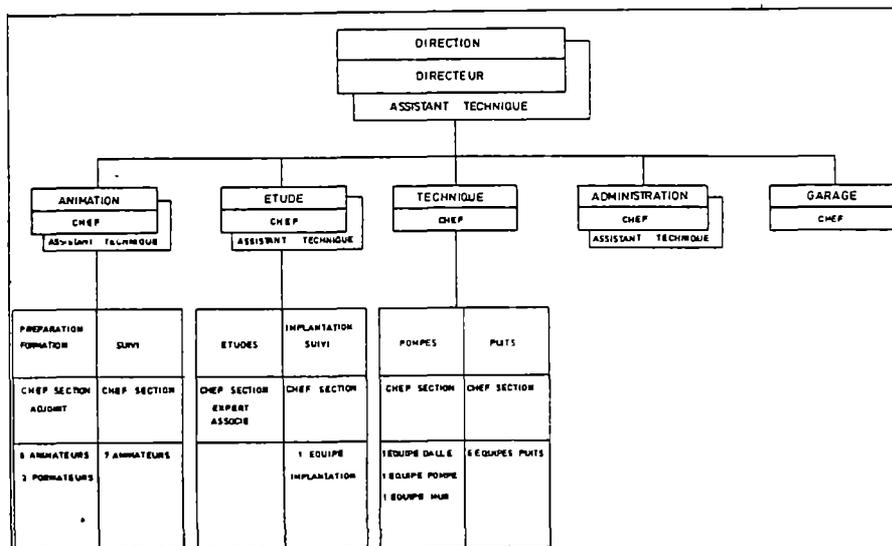 DIRECTION
DIRECTEUR
ASSISTANT TECHNIQUE
ANIMATION
CHEF
ASSISTANT TECHNIQUE
ETUDE
CHEF
ASSISTANT TECHNIQUE
TECHNIQUE
CHEF
ADMINISTRATION
CHEF
ASSISTANT TECHNIQUE
GARAGE
CHEF
PREPARATION
FORMATION
SUIVI
ETUDES
IMPLANTATION
SUIVI
POMPES
PUITS
CHEF SECTION
ADJOINT
CHEF SECTION
CHEF SECTION
EXPERT
ASSOCIE
CHEF SECTION
CHEF SECTION
CHEF SECTION
ANIMATEURS
FORMATEURS
7 ANIMATEURS
1 EQUIPE
IMPLANTATION
1 EQUIPE DALLE
1 EQUIPE POMPE
1 EQUIPE MUR
EQUIPES PUITS